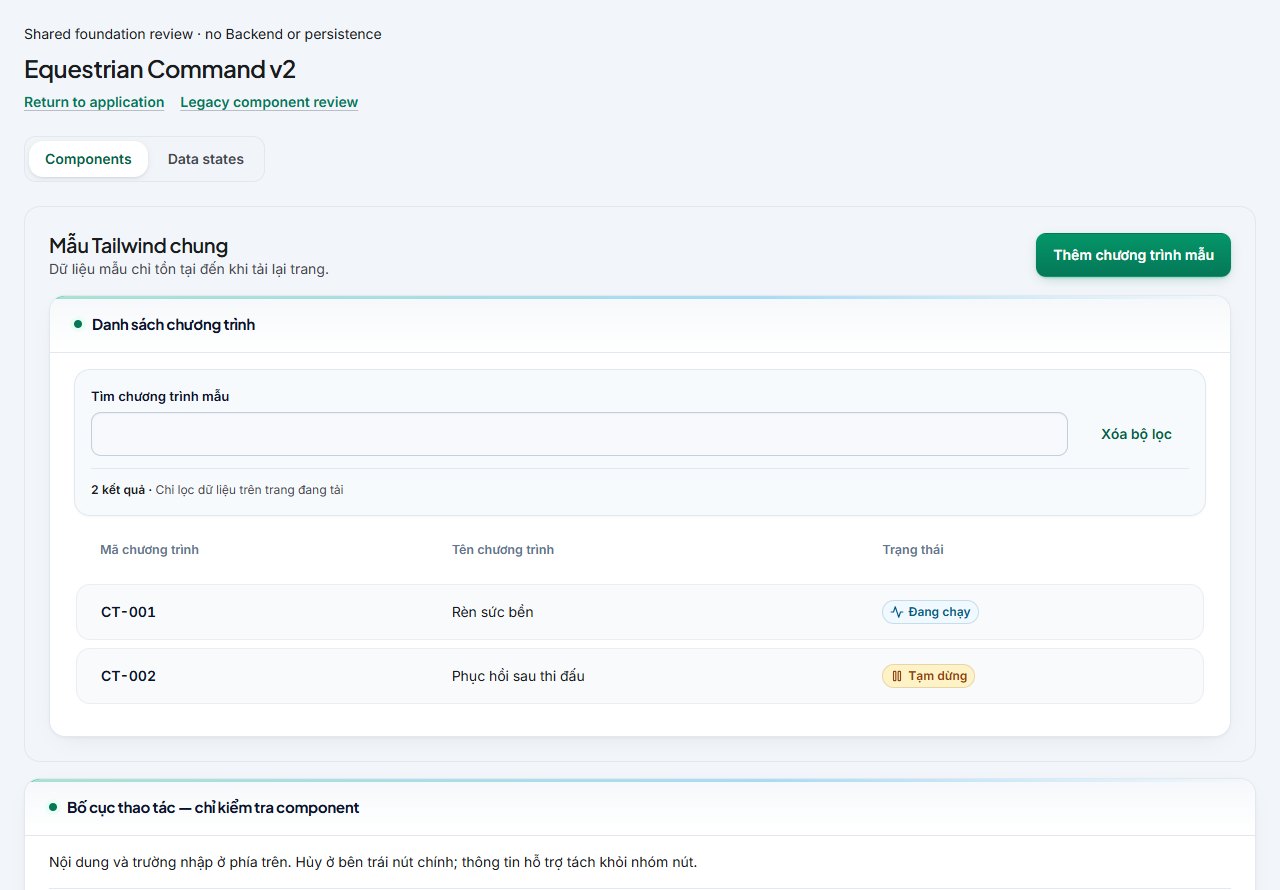 Shared foundation review · no Backend or persistence
Equestrian Command v2
Return to application Legacy component review
Components Data states
Mẫu Tailwind chung
Dữ liệu mẫu chỉ tồn tại đến khi tải lại trang.
Thêm chương trình mẫu
Danh sách chương trình
Tìm chương trình mẫu
Xóa bộ lọc
2 kết quả · Chỉ lọc dữ liệu trên trang đang tải
Mã chương trình Tên chương trình Trạng thái
CT-001 Rèn sức bền Đang chạy
CT-002 Phục hồi sau thi đấu Tạm dừng
Bố cục thao tác — chỉ kiểm tra component
Nội dung và trường nhập ở phía trên. Hủy ở bên trái nút chính; thông tin hỗ trợ tách khỏi nhóm nút.